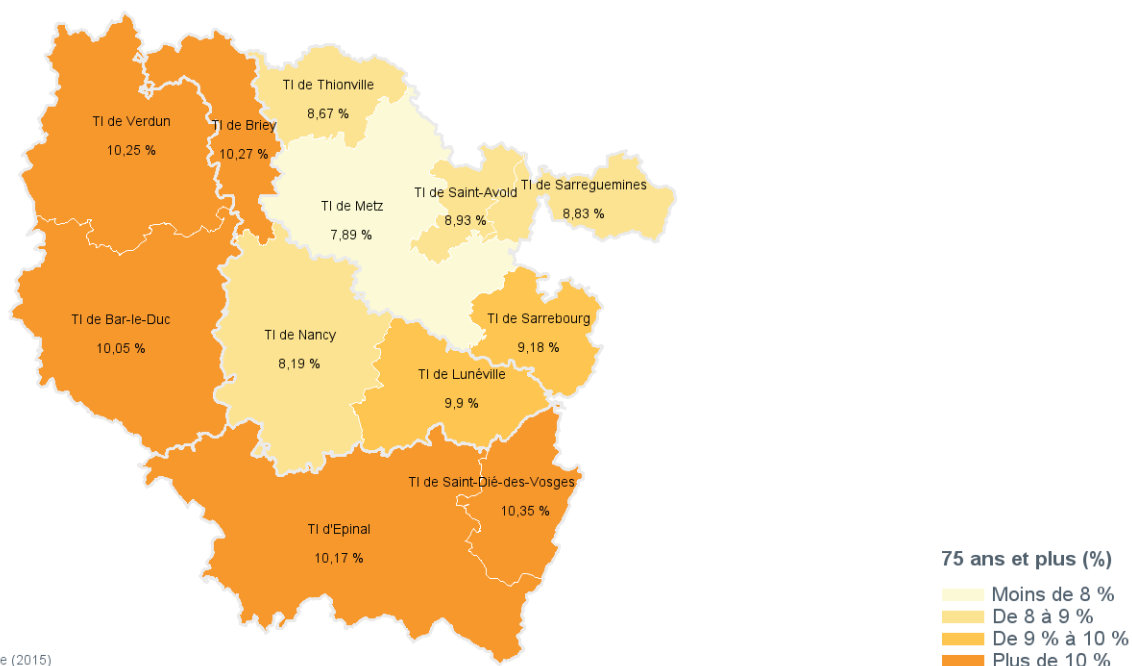 TI de Thionville
8,67 %
TI de Verdun
10,25 %
TI de Briey
10,27 %
TI de Metz
7,89 %
TI de Saint-Avold
8,93 %
TI de Sarreguemines
8,83 %
TI de Bar-le-Duc
10,05 %
TI de Nancy
8,19 %
TI de Sarrebourg
9,18 %
TI de Lunéville
9,9 %
TI de Saint-Dié-des-Vosges
10,35 %
TI d'Epinal
10,17 %
75 ans et plus (%)
Moins de 8 %
De 8 à 9 %
De 9 % à 10 %
Plus de 10 %
e (2015)